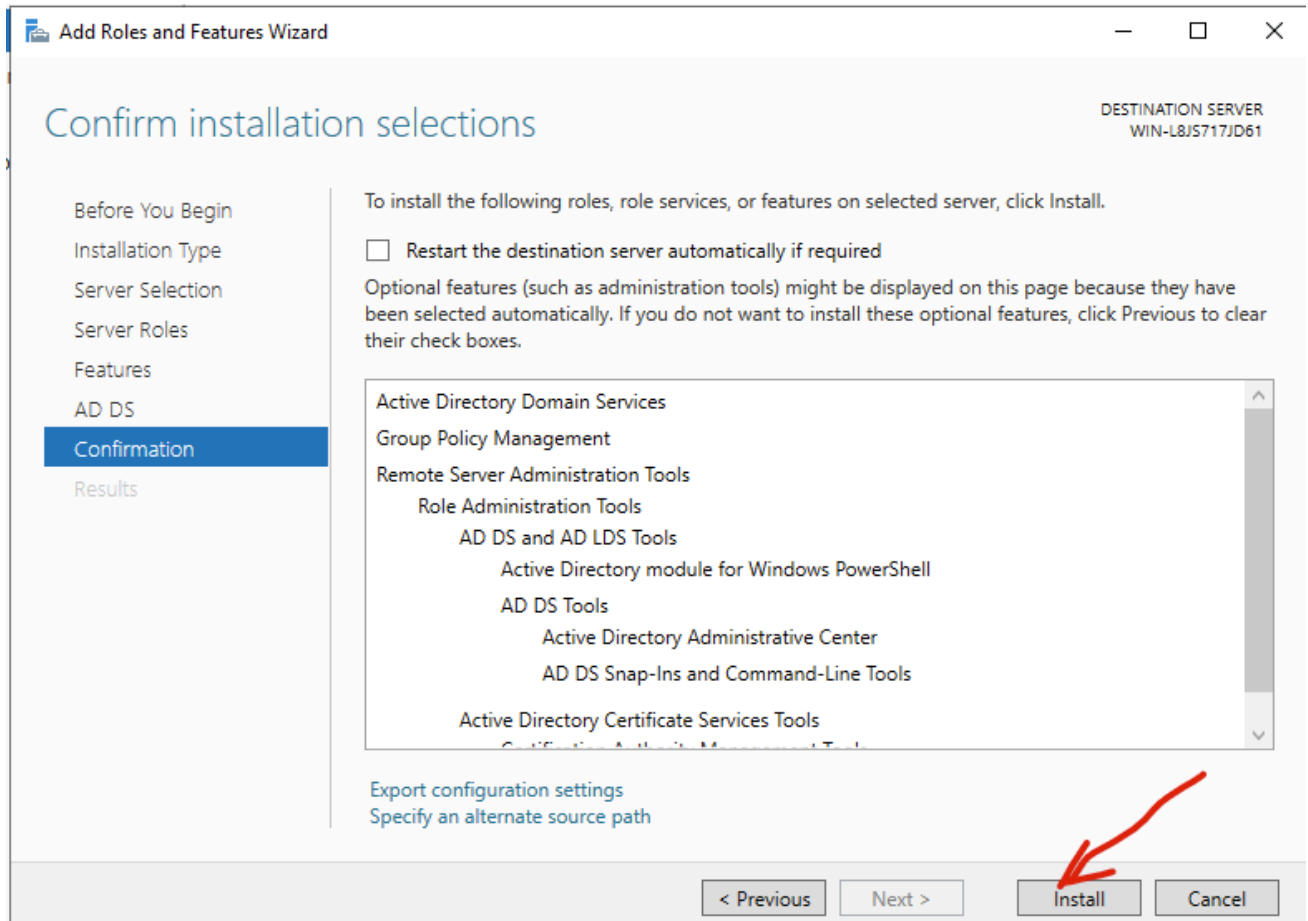 Add Roles and Features Wizard
Confirm installation selections
DESTINATION SERVER
WIN-L8JS717JD61
Before You Begin
Installation Type
Server Selection
Server Roles
Features
AD DS
Confirmation
Results
To install the following roles, role services, or features on selected server, click Install.
Restart the destination server automatically if required
Optional features (such as administration tools) might be displayed on this page because they have
been selected automatically. If you do not want to install these optional features, click Previous to clear
their check boxes.
Active Directory Domain Services
Group Policy Management
Remote Server Administration Tools
Role Administration Tools
AD DS and AD LDS Tools
Active Directory module for Windows PowerShell
AD DS Tools
Active Directory Administrative Center
AD DS Snap-Ins and Command-Line Tools
Active Directory Certificate Services Tools
Certification Authority Management Tools
Export configuration settings
Specify an alternate source path
< Previous
Next >
Install
Cancel